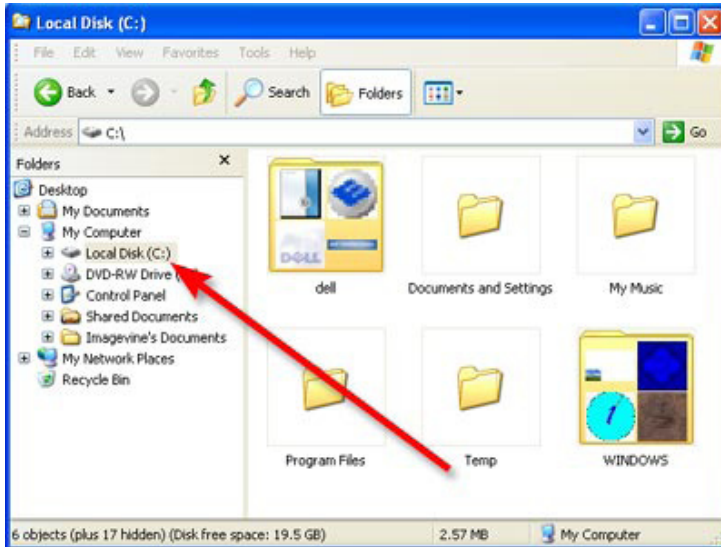 Local Disk (C:)
File Edit View Favorites Tools Help
Back Search Folders
Address C:\ Go
Folders x
Desktop
My Documents
My Computer
Local Disk (C:)
DVD-RW Drive
Control Panel
Shared Documents
Imagevine's Documents
My Network Places
Recycle Bin
DELL
dell Documents and Settings My Music
Program Files Temp WINDOWS
6 objects (plus 17 hidden) (Disk free space: 19.5 GB) 2.57 MB My Computer